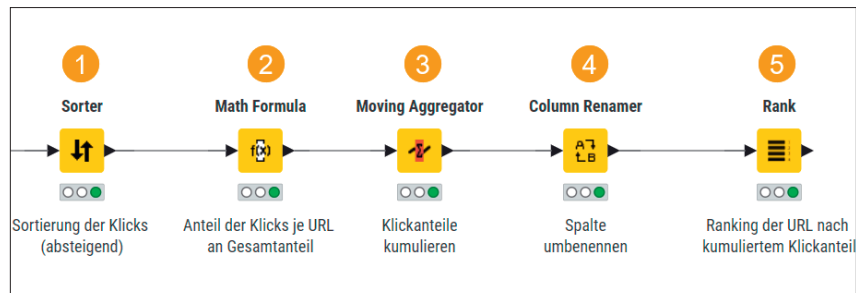 1
2
3
4
5
Sorter
Math Formula
Moving Aggregator
Column Renamer
Rank
f(x)
Σ
A
B
Sortierung der Klicks
(absteigend)
Anteil der Klicks je URL
an Gesamtanteil
Klickanteile
kumulieren
Spalte
umbenennen
Ranking der URL nach
kumuliertem Klickanteil